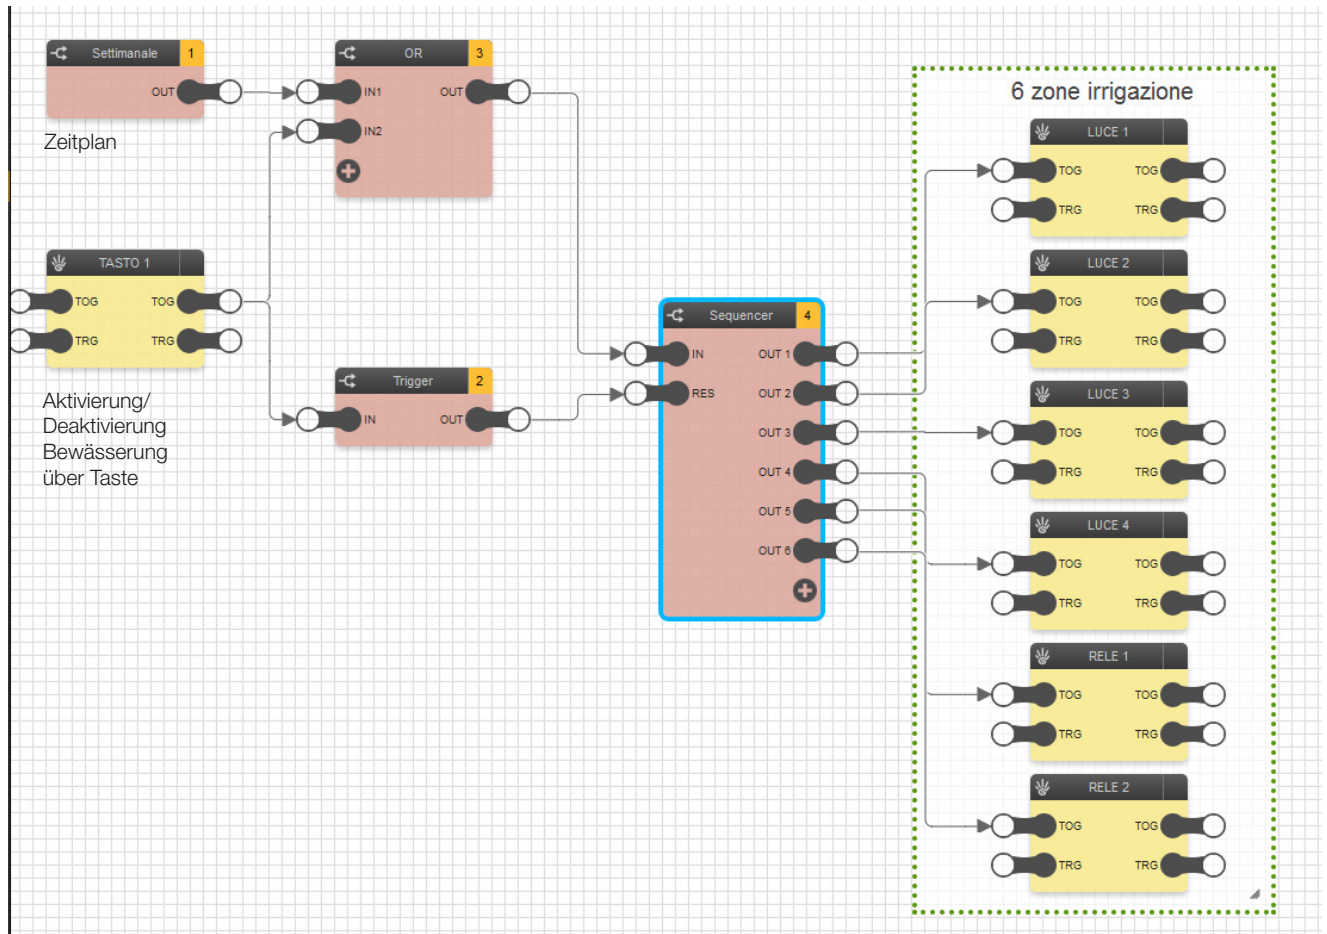 Settimanale 1
OUT
Zeitplan
OR 3
IN1 OUT
IN2
TASTO 1
TOG TOG
TRG TRG
Aktivierung/
Deaktivierung
Bewässerung
über Taste
Trigger 2
IN OUT
Sequencer 4
IN OUT 1
RES OUT 2
OUT 3
OUT 4
OUT 5
OUT 6
6 zone irrigazione
LUCE 1
TOG TOG
TRG TRG
LUCE 2
TOG TOG
TRG TRG
LUCE 3
TOG TOG
TRG TRG
LUCE 4
TOG TOG
TRG TRG
RELE 1
TOG TOG
TRG TRG
RELE 2
TOG TOG
TRG TRG